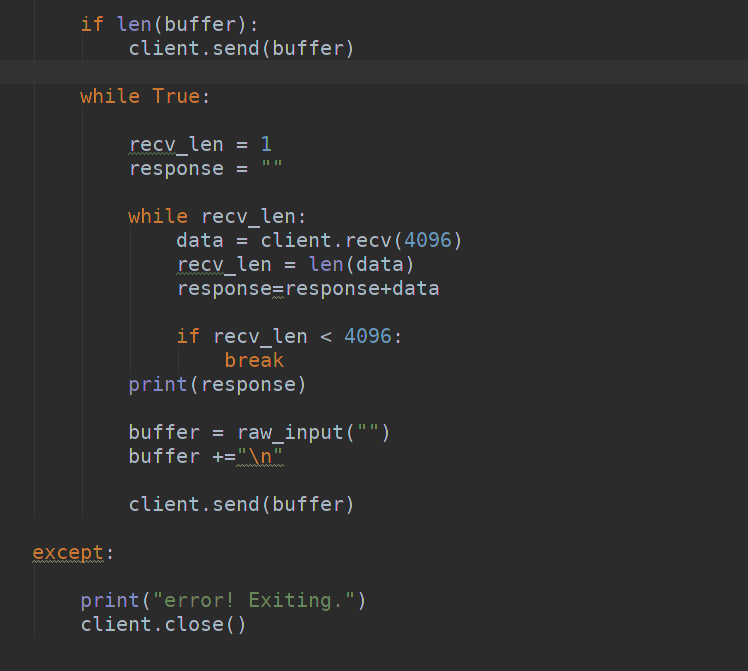 if len(buffer):
client.send(buffer)
while True:
recv_len = 1
response = ""
while recv_len:
data = client.recv(4096)
recv_len = len(data)
response=response+data
if recv_len < 4096:
break
print(response)
buffer = raw_input("")
buffer +="\n"
client.send(buffer)
except:
print("error! Exiting.")
client.close()